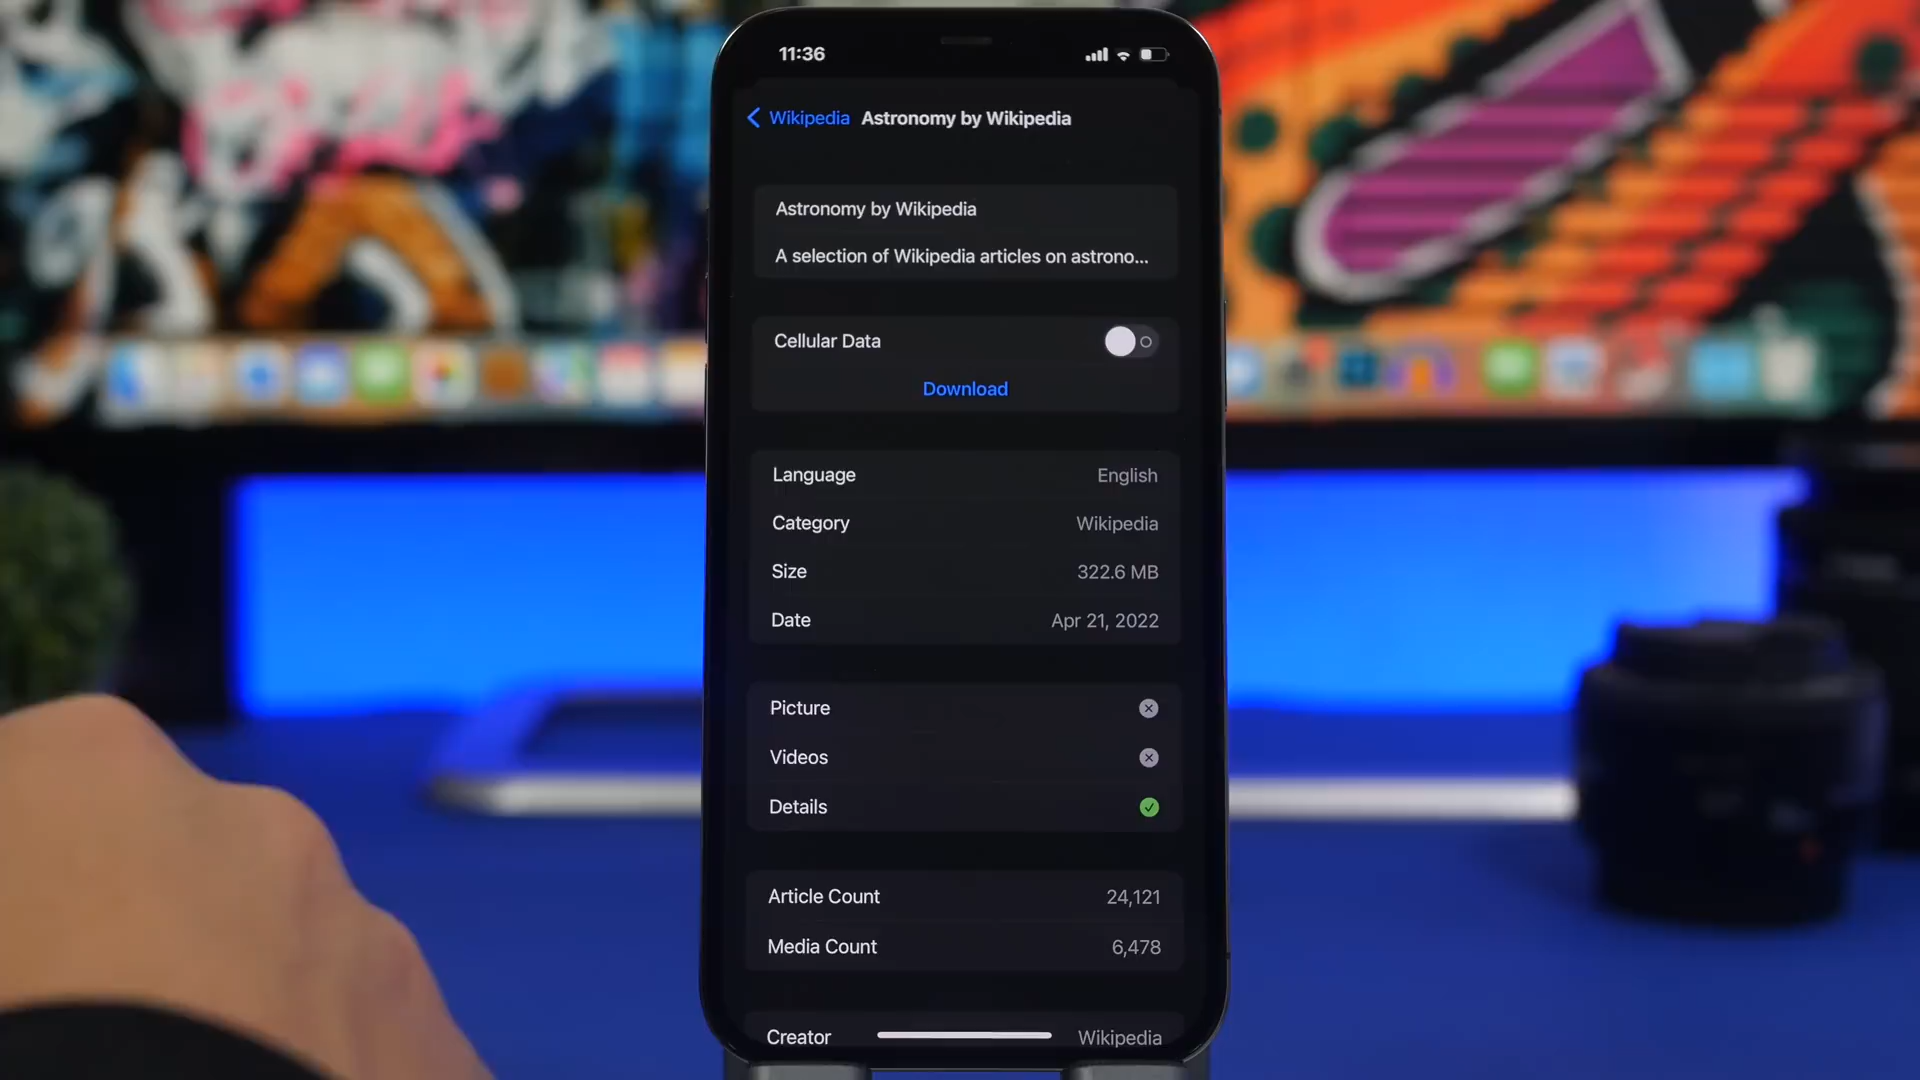 11:36
Wikipedia Astronomy by Wikipedia
Astronomy by Wikipedia
A selection of Wikipedia articles on astrono...
Cellular Data
Download
Language English
Category Wikipedia
Size 322.6 MB
Date Apr 21, 2022
Picture
Videos
Details
Article Count 24,121
Media Count 6,478
Creator Wikipedia